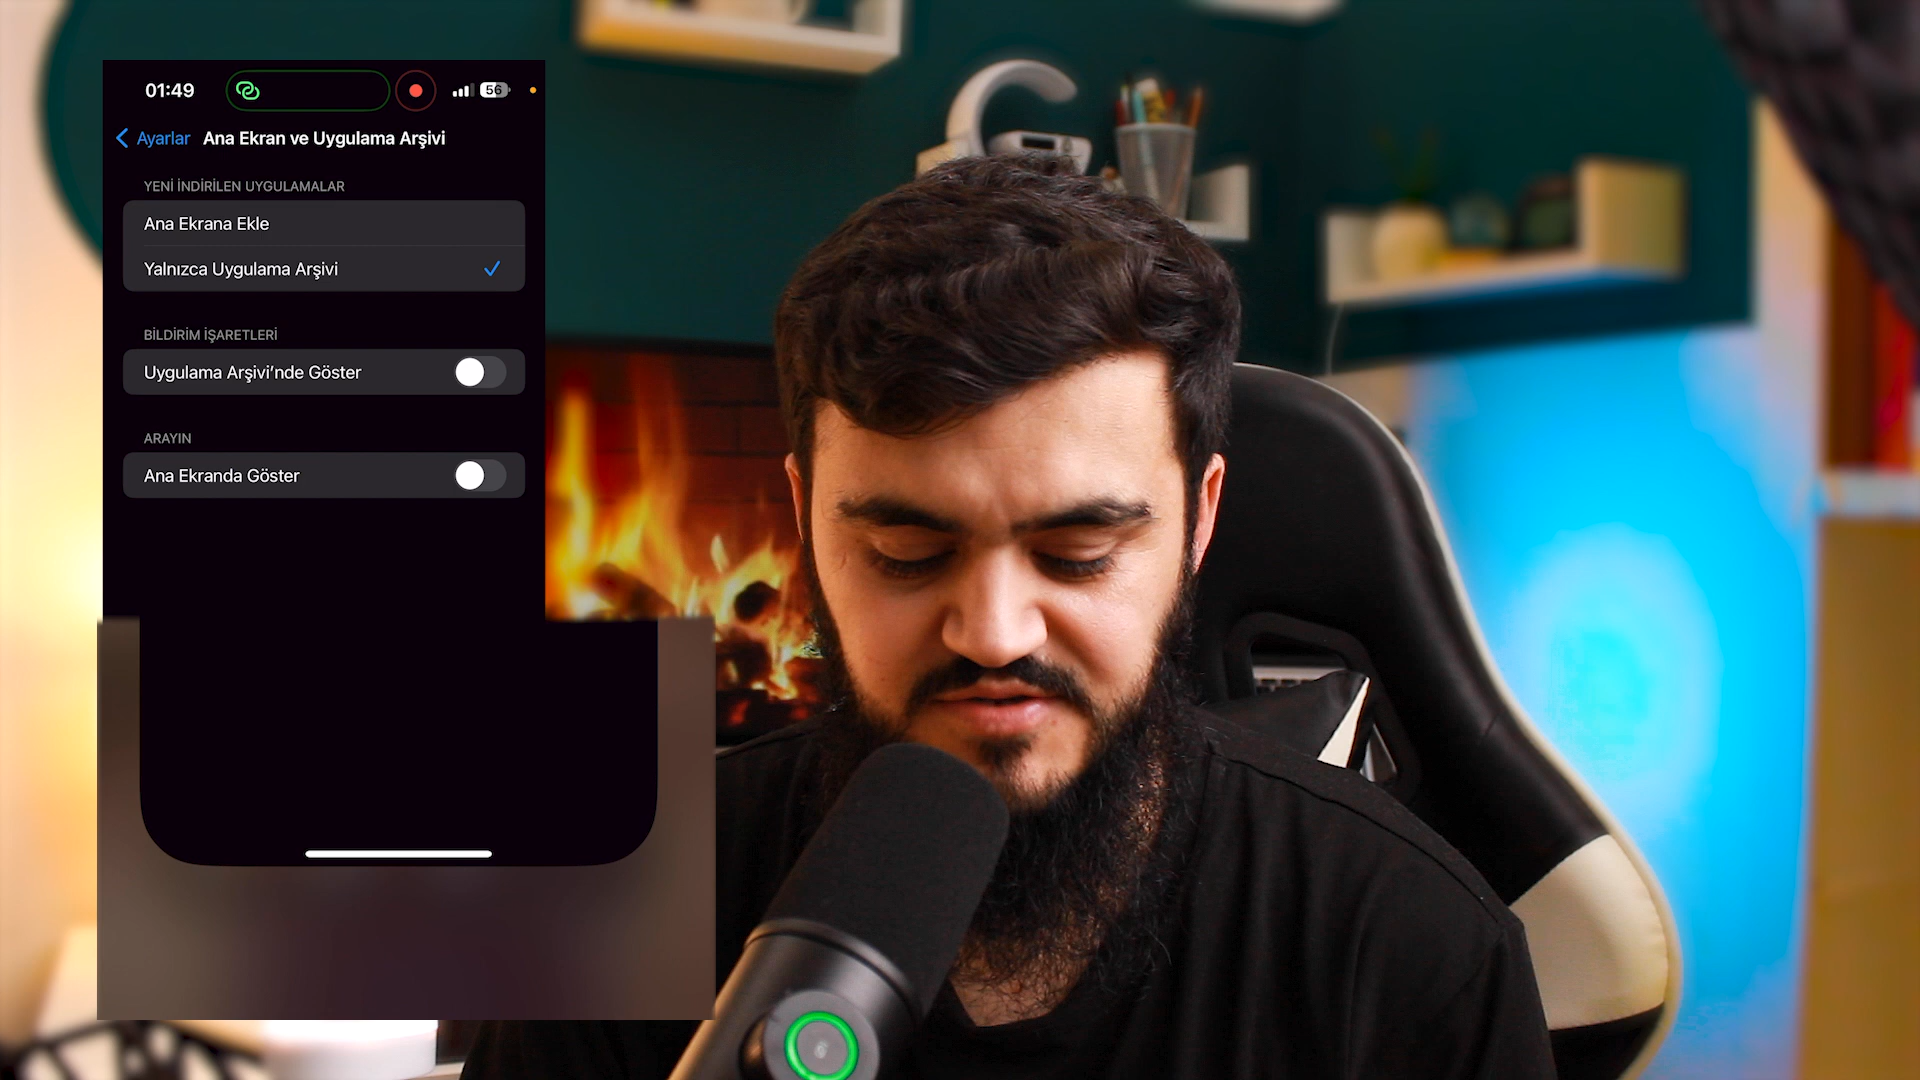 01:49
56
Ayarlar Ana Ekran ve Uygulama Arşivi
YENİ İNDİRİLEN UYGULAMALAR
Ana Ekrana Ekle
Yalnızca Uygulama Arşivi
BİLDİRİM İŞARETLERİ
Uygulama Arşivi’nde Göster
ARAYIN
Ana Ekranda Göster